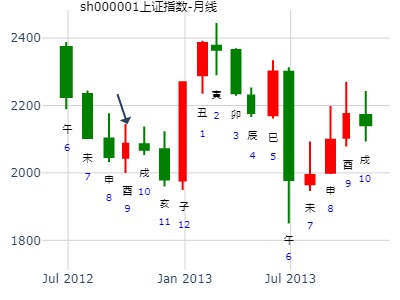 sh000001上证指数-月线
2400
2200
2000
1800
午 6
未 7
申 8
酉 9
戌 10
亥 11
子 12
丑 1
寅 2
卯 3
辰 4
巳 5
午 6
未 7
申 8
酉 9
戌 10
Jul 2012
Jan 2013
Jul 2013